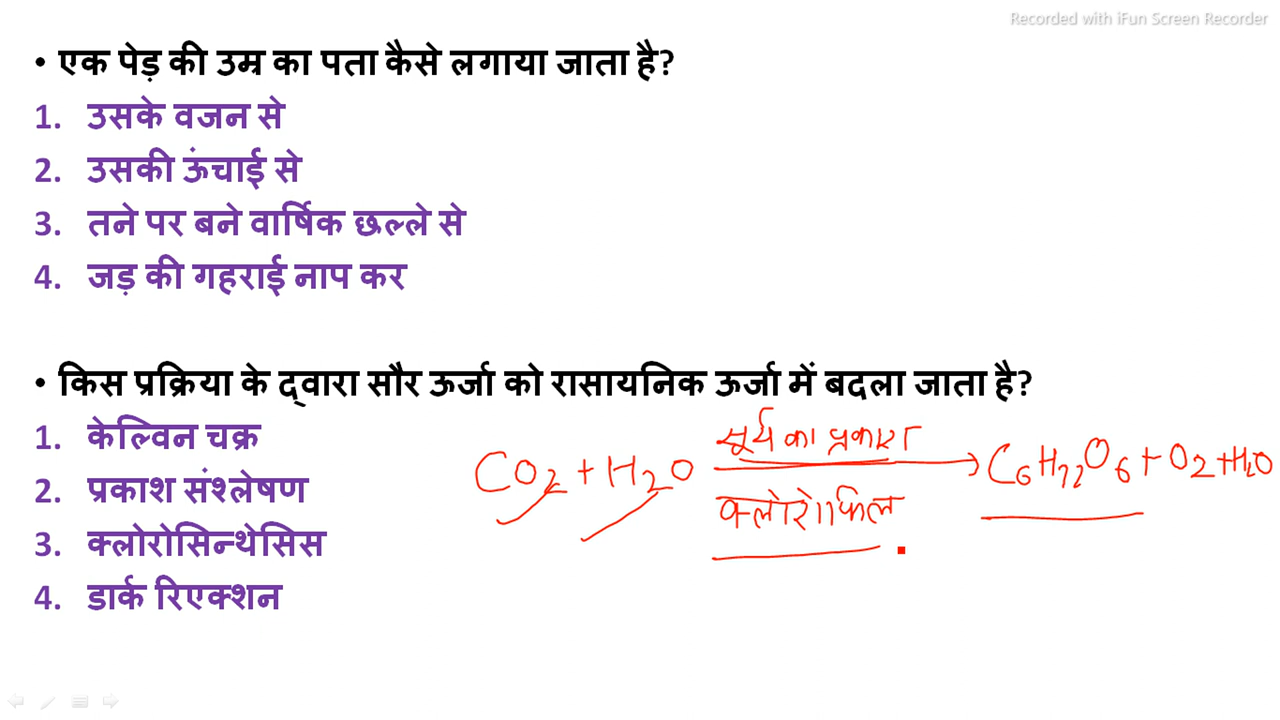 Recorded with iFun Screen Recorder
• एक पेड़ की उम्र का पता कैसे लगाया जाता है?
1. उसके वजन से
2. उसकी ऊंचाई से
3. तने पर बने वार्षिक छल्ले से
4. जड़ की गहराई नाप कर
• किस प्रक्रिया के द्वारा सौर ऊर्जा को रासायनिक ऊर्जा में बदला जाता है?
1. केल्विन चक्र
2. प्रकाश संश्लेषण
3. क्लोरोसिन्थेसिस
4. डार्क रिएक्शन
सूर्य का प्रकाश
CO2 + H2O → C6H12O6 + O2 + H2O
क्लोरोफिल